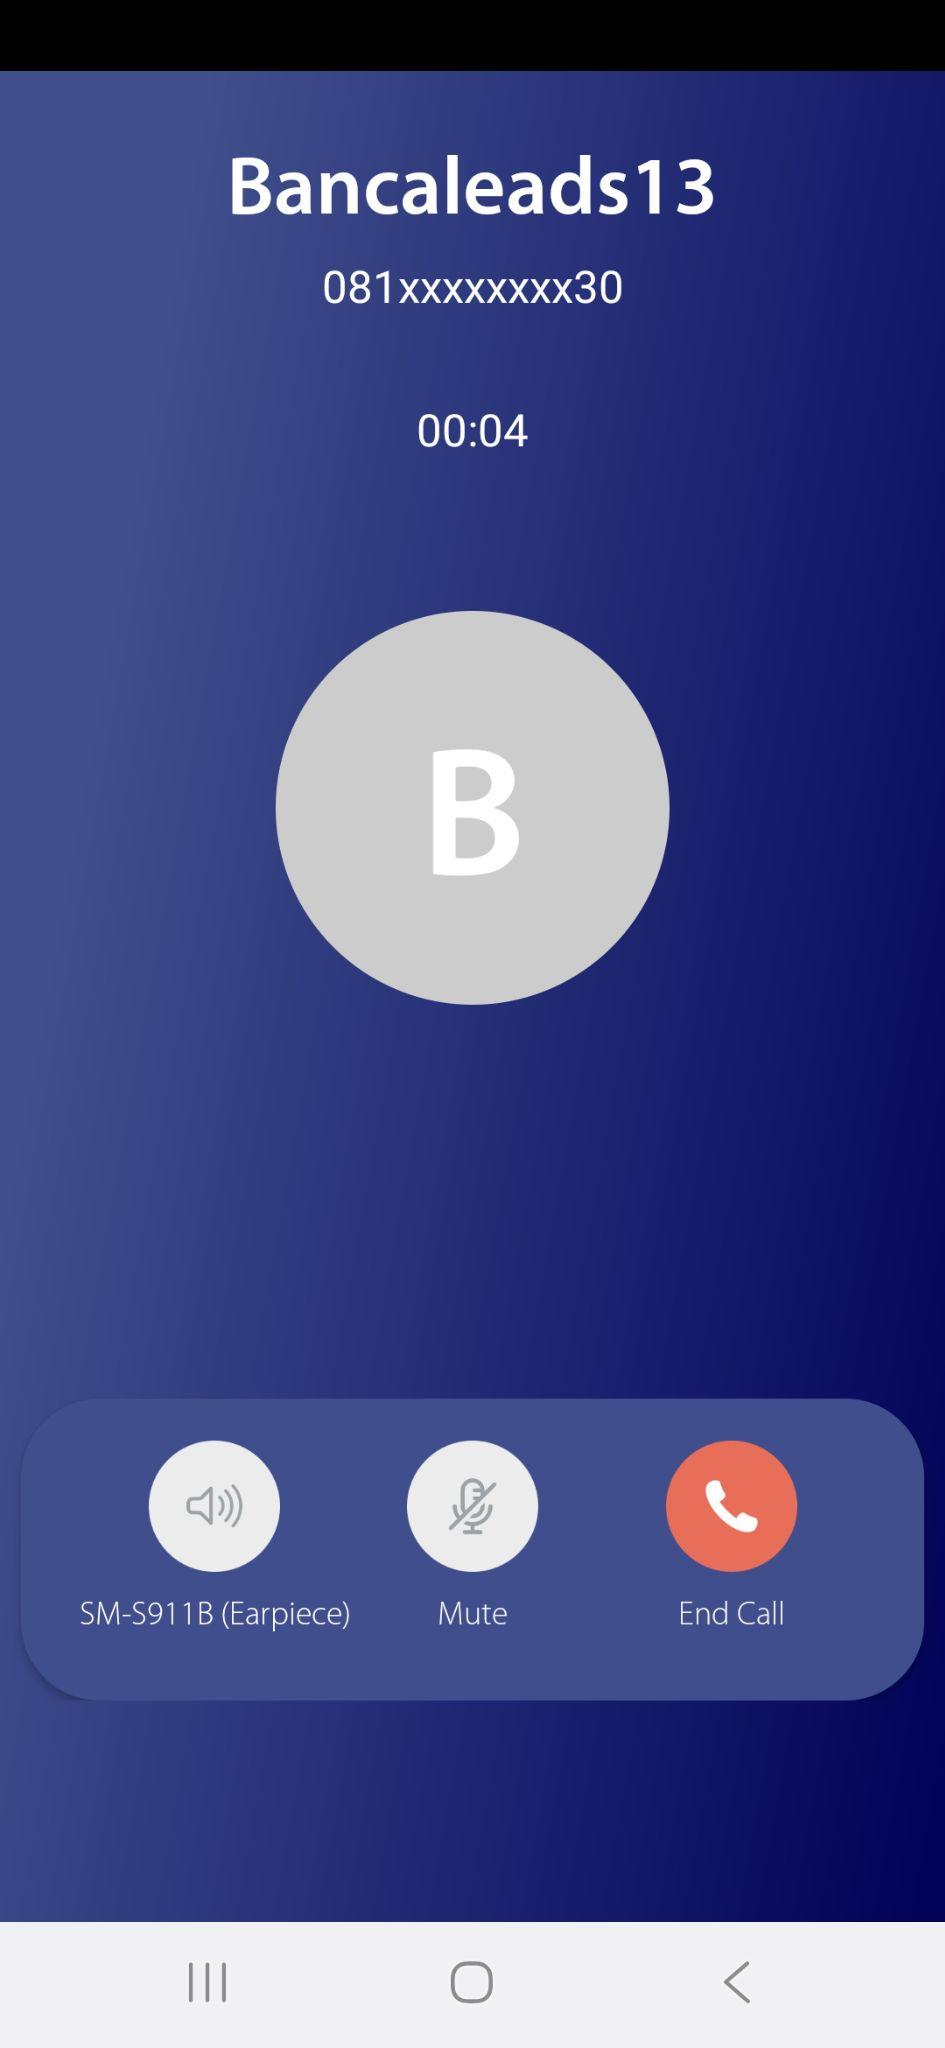 Bancaleads13
081xxxxxxxx30
00:04
B
SM-S911B (Earpiece) Mute End Call